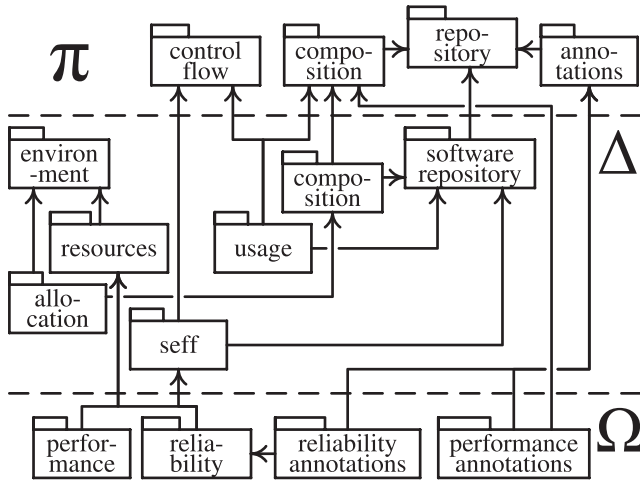 π
control
flow
compo-
sition
repo-
sitory
anno-
tations
Δ
environ
-ment
compo-
sition
software
repository
resources
usage
allo-
cation
seff
Ω
perfor-
mance
relia-
bility
reliability
annotations
performance
annotations